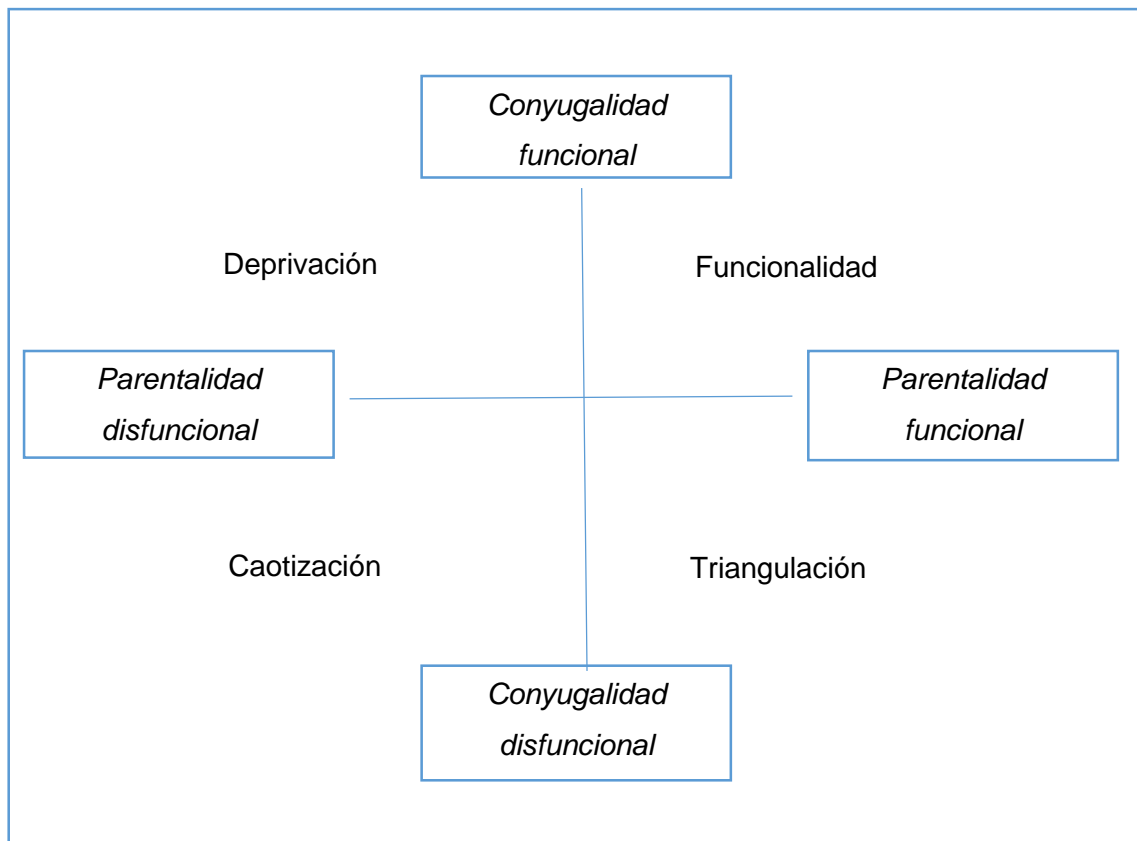 Conyugalidad
funcional
Deprivación
Funcionalidad
Parentalidad
disfuncional
Parentalidad
funcional
Caotización
Triangulación
Conyugalidad
disfuncional